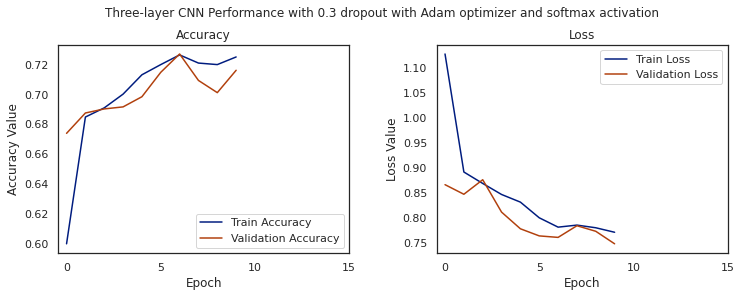 Three-layer CNN Performance with 0.3 dropout with Adam optimizer and softmax activation
Accuracy
Accuracy Value
0.72
0.70
0.68
0.66
0.64
0.62
0.60
Train Accuracy
Validation Accuracy
0
5
10
15
Epoch
Loss
Loss Value
1.10
1.05
1.00
0.95
0.90
0.85
0.80
0.75
Train Loss
Validation Loss
0
5
10
15
Epoch